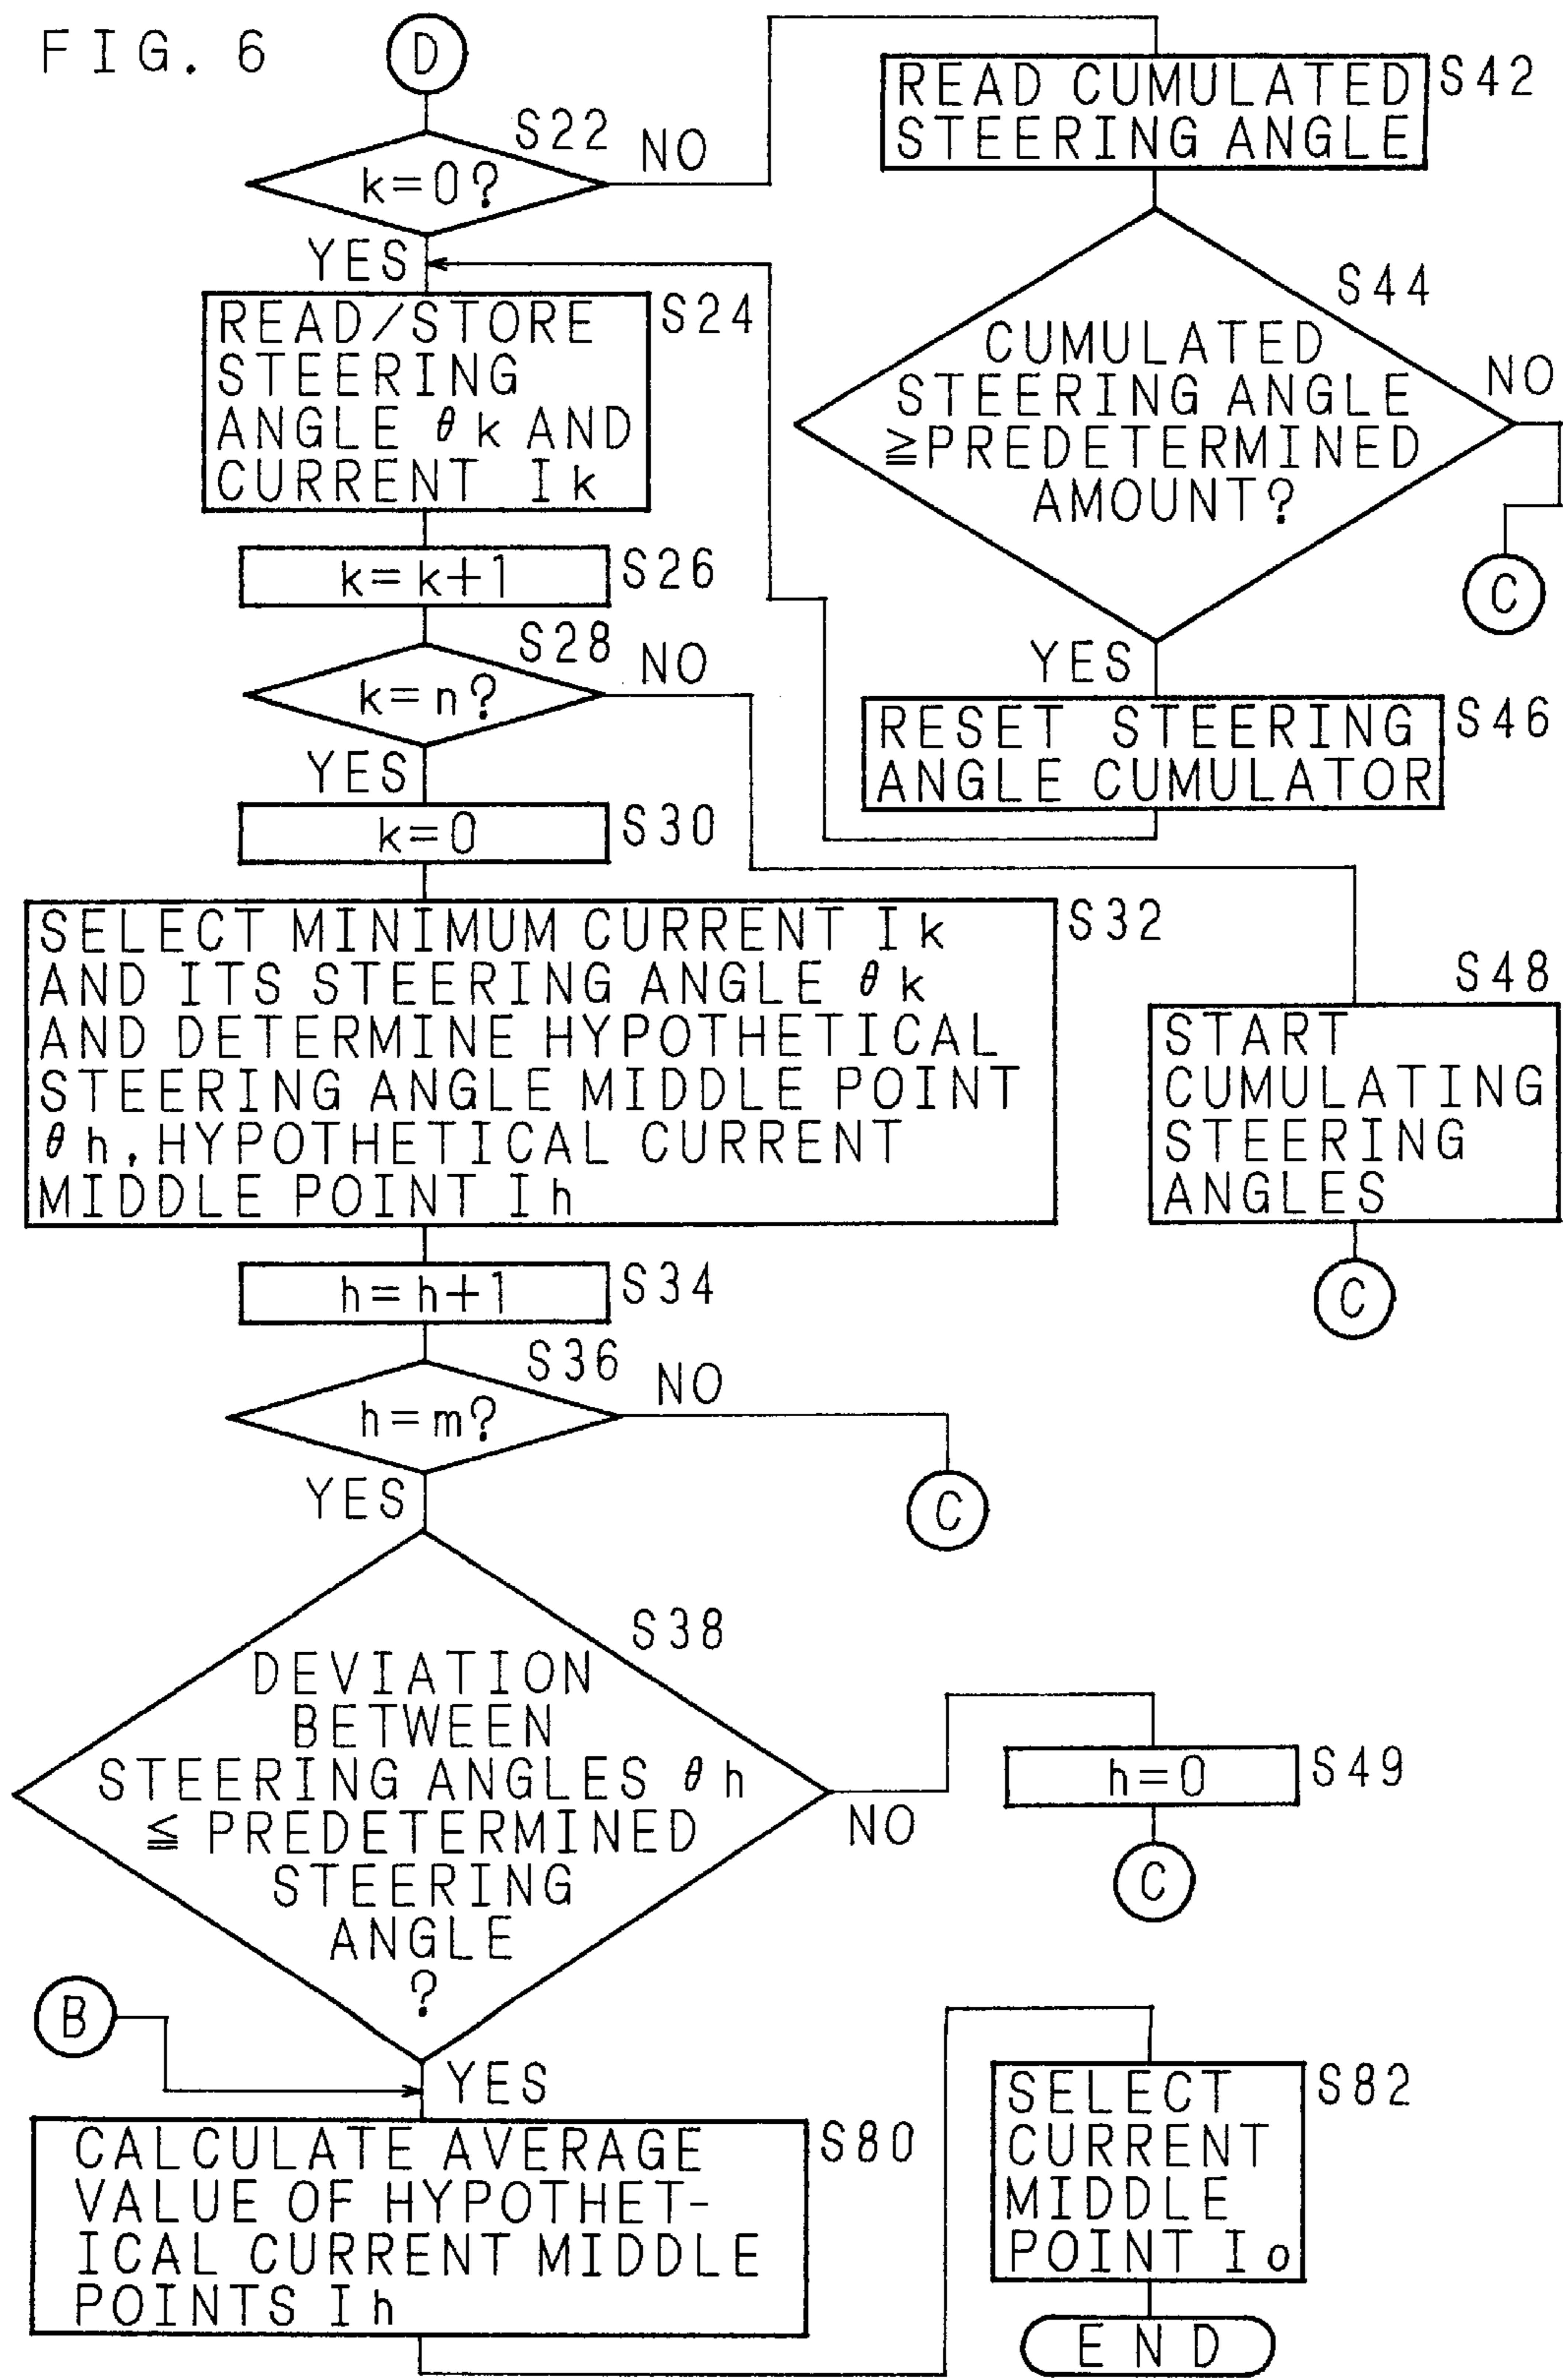 FIG. 6
D
S22
NO
k=0?
YES
READ CUMULATED
STEERING ANGLE
S42
S44
CUMULATED
STEERING ANGLE
≧PREDETERMINED
AMOUNT?
NO
C
YES
RESET STEERING
ANGLE CUMULATOR
S46
READ/STORE
STEERING
ANGLE θk AND
CURRENT Ik
S24
k=k+1
S26
S28
NO
k=n?
YES
k=0
S30
SELECT MINIMUM CURRENT Ik
AND ITS STEERING ANGLE θk
AND DETERMINE HYPOTHETICAL
STEERING ANGLE MIDDLE POINT
θh, HYPOTHETICAL CURRENT
MIDDLE POINT Ih
S32
S48
START
CUMULATING
STEERING
ANGLES
C
h=h+1
S34
S36
NO
h=m?
C
YES
S38
DEVIATION
BETWEEN
STEERING ANGLES θh
≦ PREDETERMINED
STEERING
ANGLE
?
NO
h=0
S49
C
B
YES
CALCULATE AVERAGE
VALUE OF HYPOTHET-
ICAL CURRENT MIDDLE
POINTS Ih
S80
SELECT
CURRENT
MIDDLE
POINT Io
S82
END